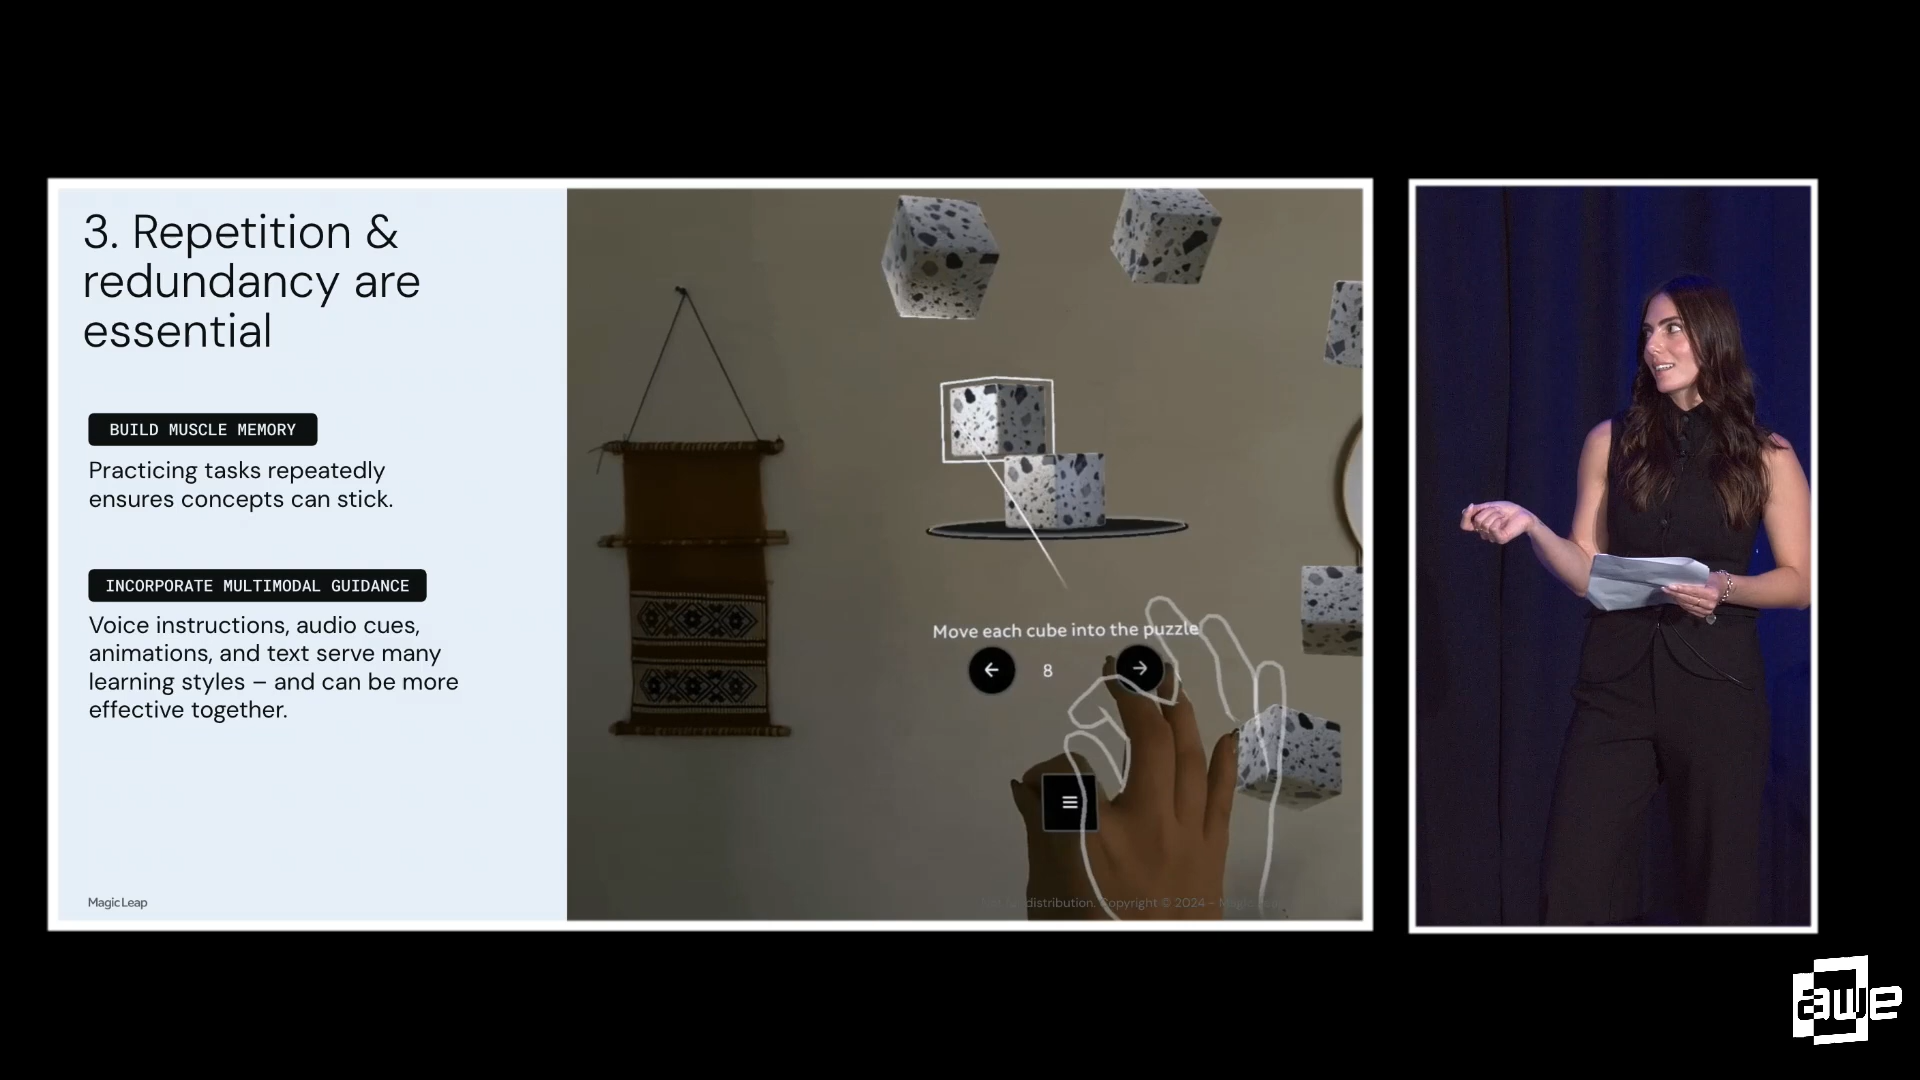 3. Repetition &
redundancy are
essential
BUILD MUSCLE MEMORY
Practicing tasks repeatedly
ensures concepts can stick.
INCORPORATE MULTIMODAL GUIDANCE
Voice instructions, audio cues,
animations, and text serve many
learning styles – and can be more
effective together.
Magic Leap
Move each cube into the puzzle
8
distribution. Copyright © 2024 –
awe